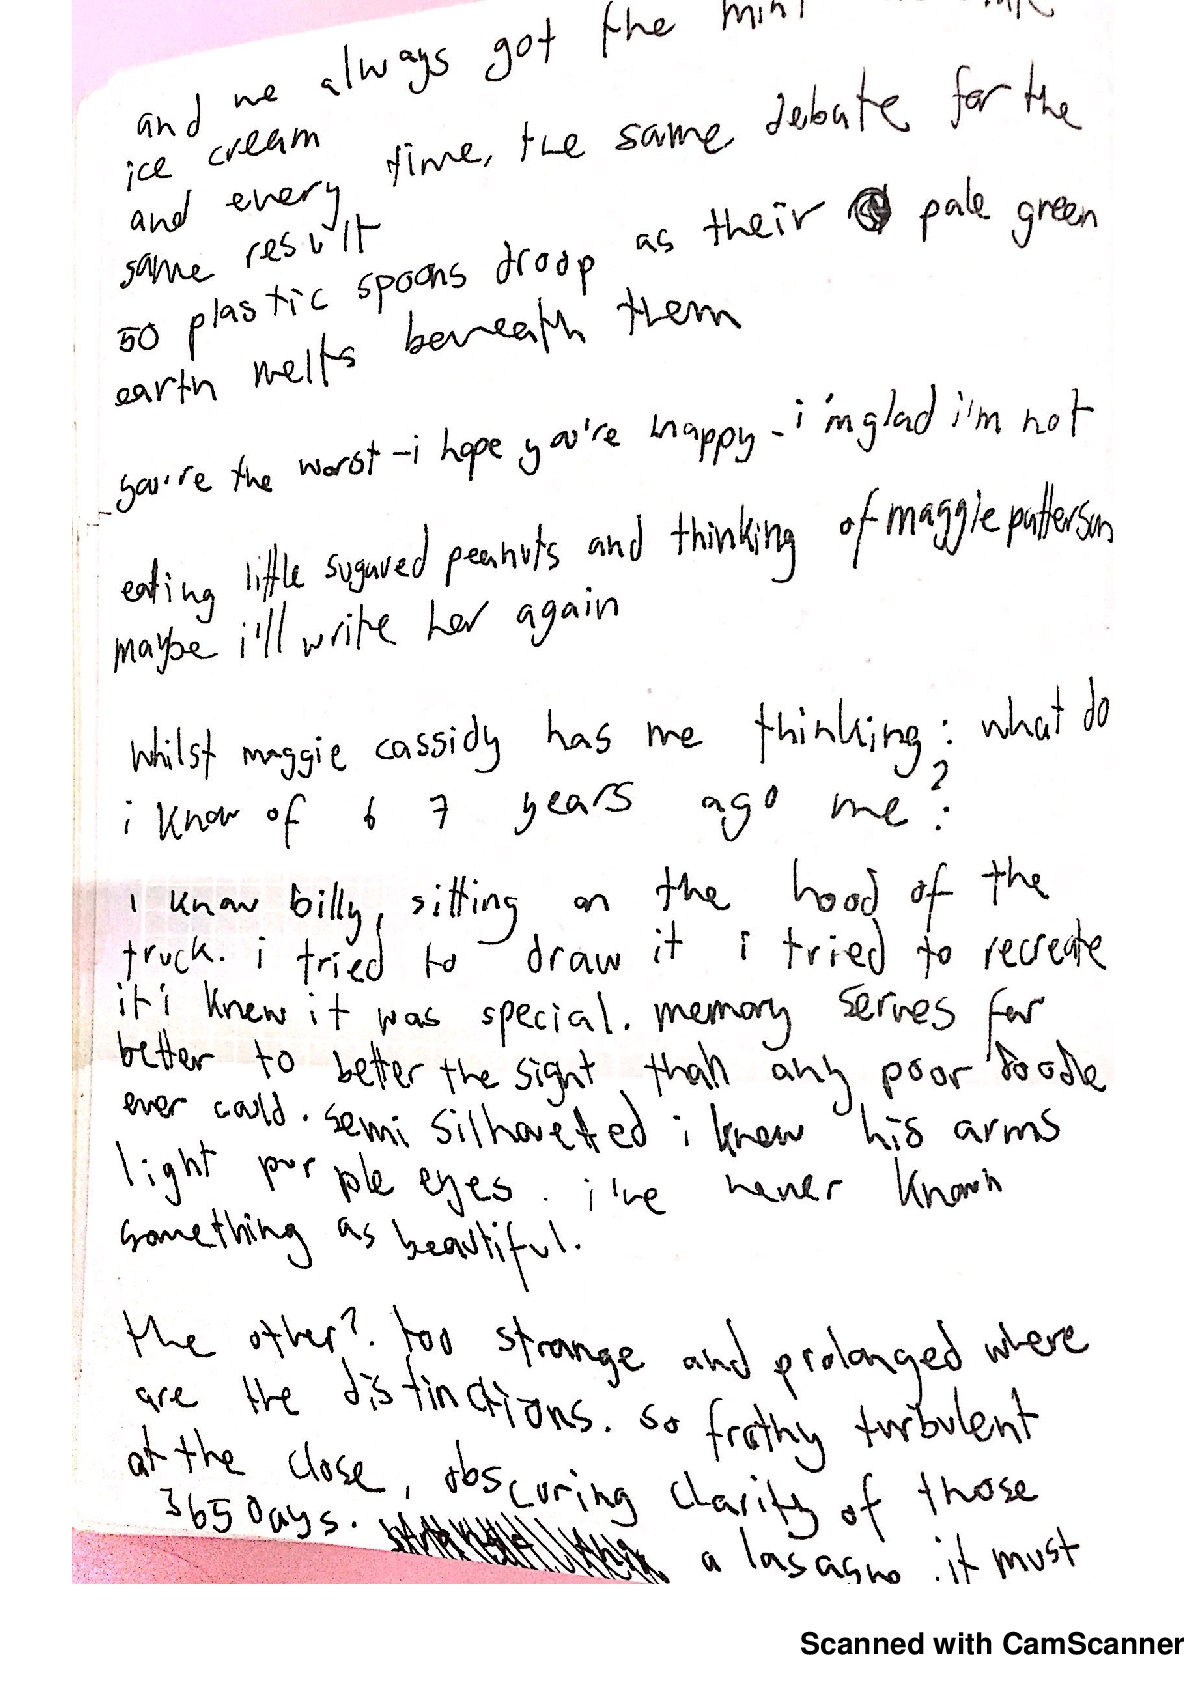 and we always got the mint
ice cream
and every time, the same debate for the
same result
50 plastic spoons droop as their pale green
earth melts beneath them
you're the worst - i hope you're happy - i'm glad i'm not
eating little sugared peanuts and thinking of maggie patterson
maybe i'll write her again
whilst maggie cassidy has me thinking: what do
i know of 6 7 years ago me?
i know billy, sitting on the hood of the
truck. i tried to draw it i tried to recreate
it i knew it was special. memory serves far
better to better the sight than any poor doodle
ever could. semi silhouetted i knew his arms
light purple eyes. i've never known
something as beautiful.
the other?. too strange and prolonged where
are the distinctions. so frothy turbulent
at the close, obscuring clarity of those
365 days. a lasagna. it must
Scanned with CamScanner